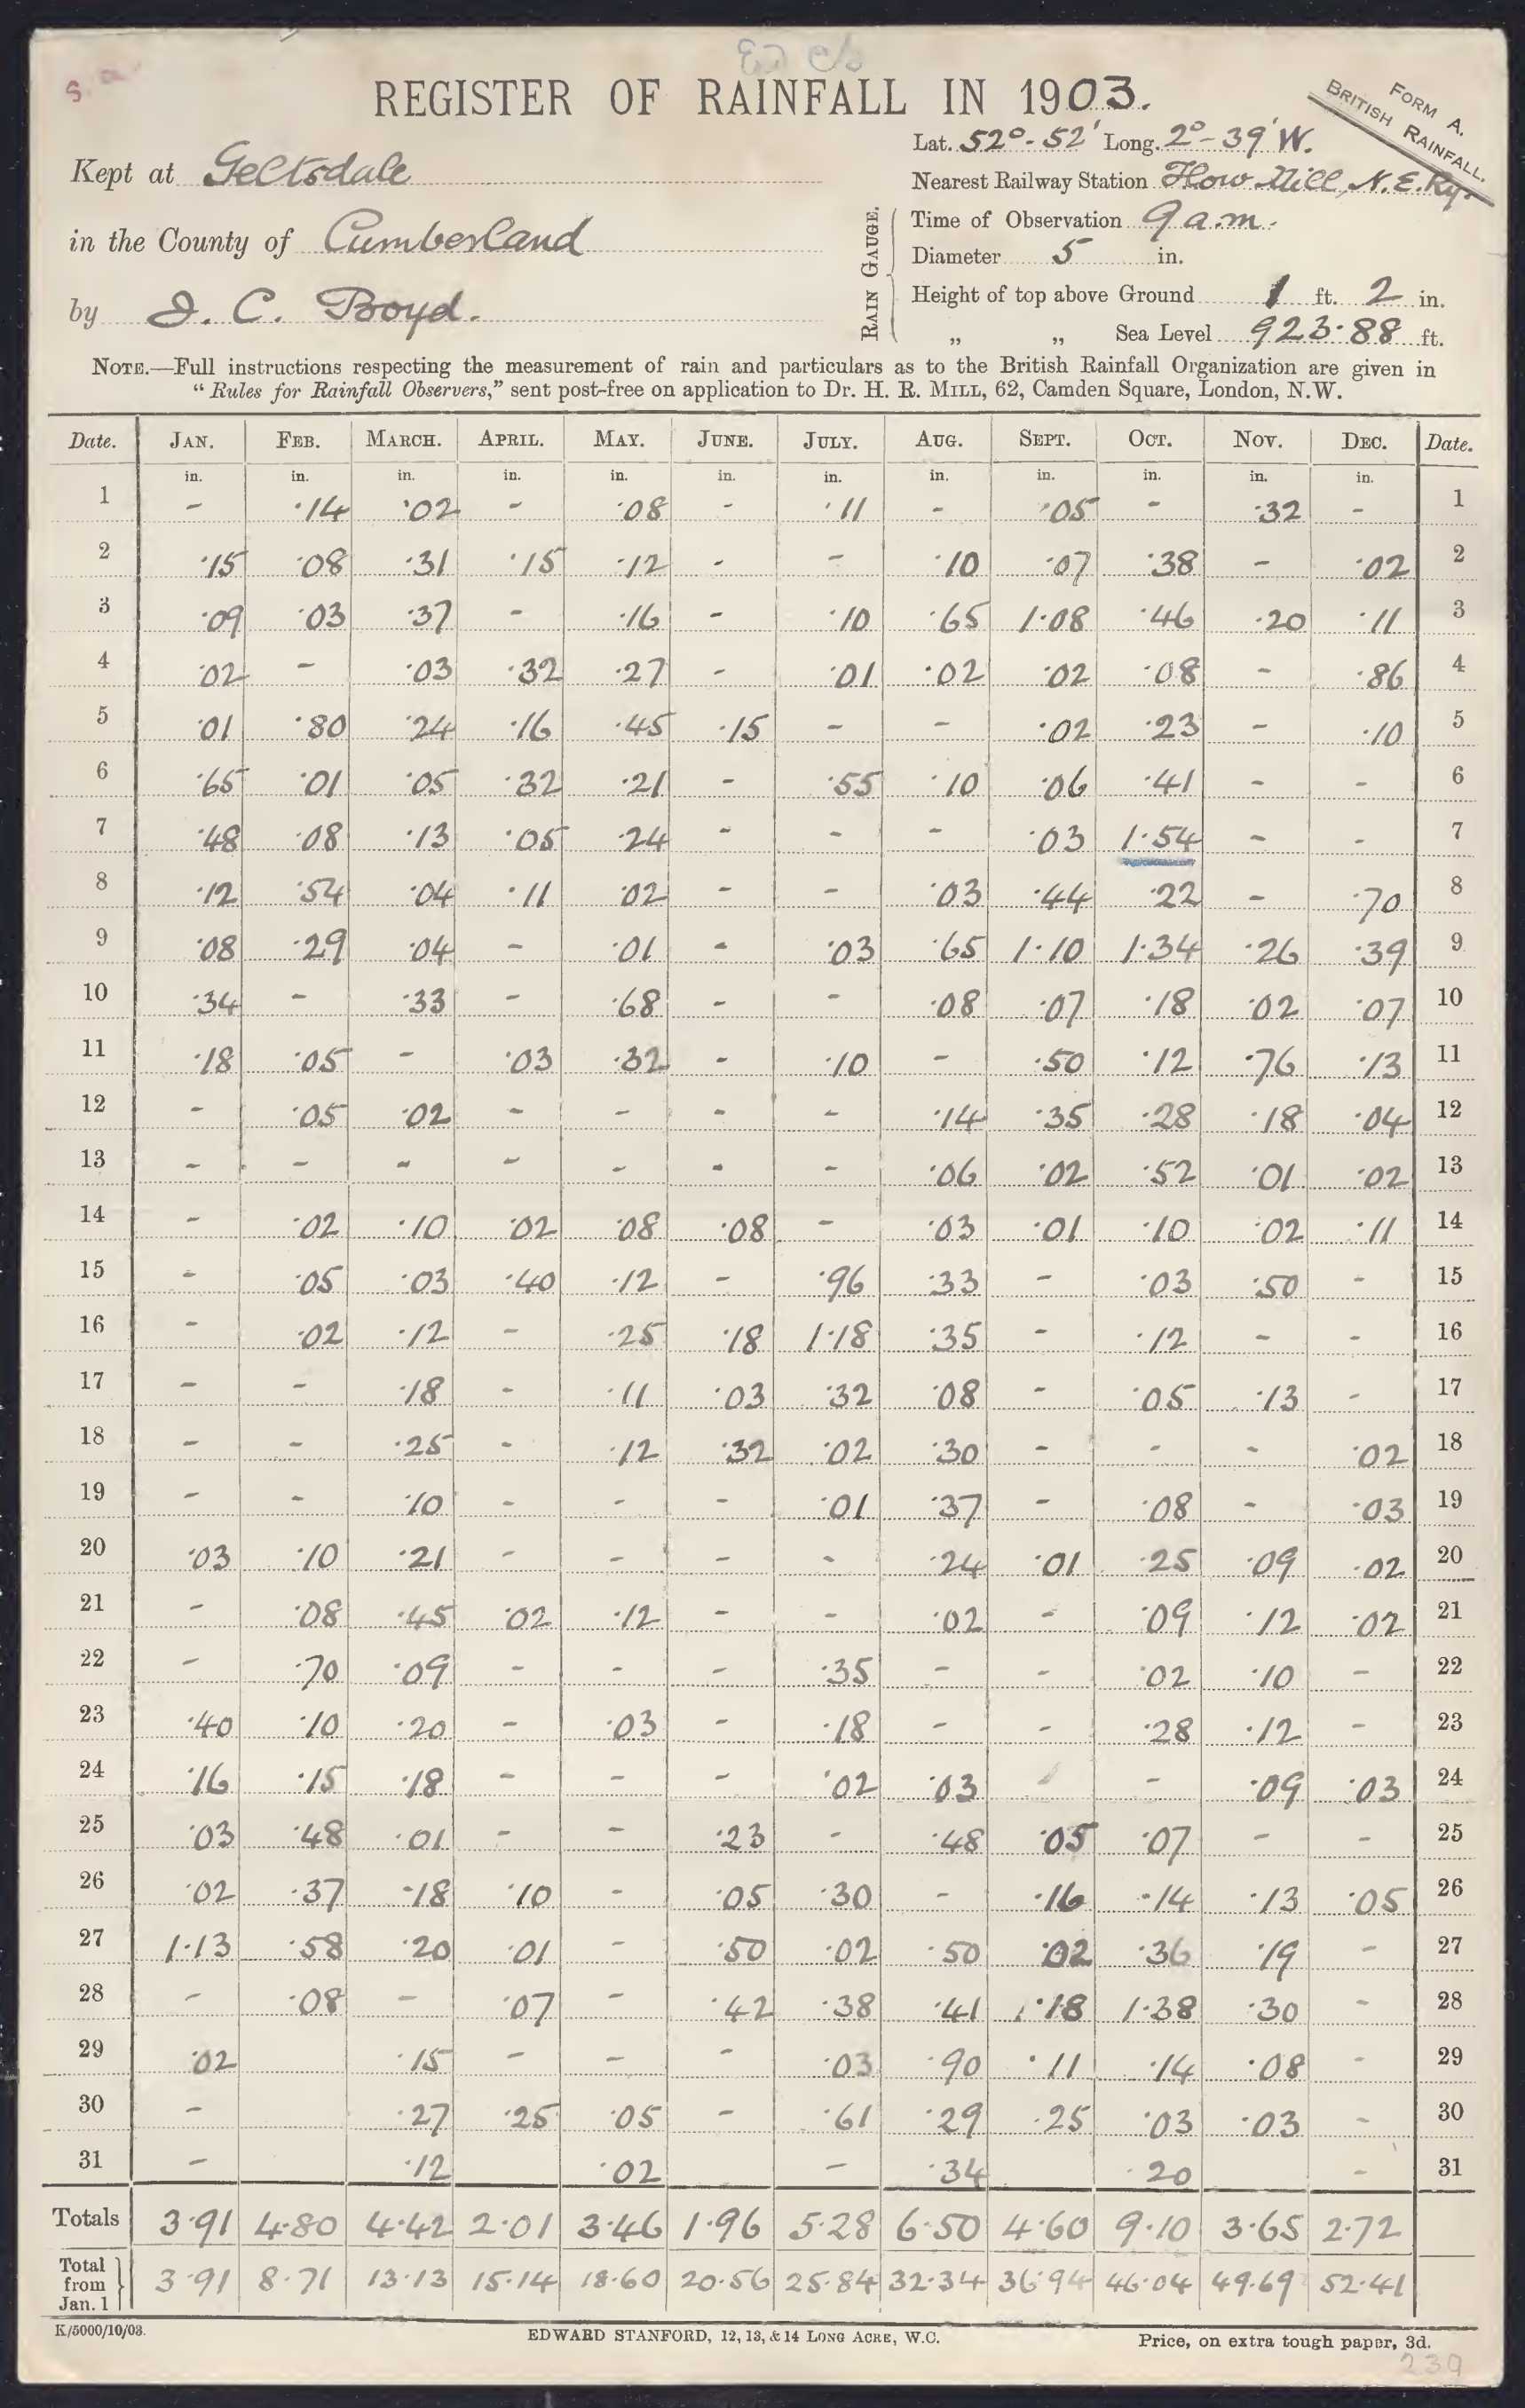 REGISTER OF RAINFALL IN 1903.
FORM A.
BRITISH RAINFALL.
Kept at Geltsdale
in the County of Cumberland
by J. C. Boyd.
Lat. 52°-52' Long. 2°-39' W.
Nearest Railway Station How Mill, N.E.Ry.
RAIN GAUGE.
Time of Observation 9 a.m.
Diameter 5 in.
Height of top above Ground 1 ft. 2 in.
„ „ Sea Level 923·88 ft.
NOTE.—Full instructions respecting the measurement of rain and particulars as to the British Rainfall Organization are given in
“Rules for Rainfall Observers,” sent post-free on application to Dr. H. R. MILL, 62, Camden Square, London, N.W.
Date. JAN. FEB. MARCH. APRIL. MAY. JUNE. JULY. AUG. SEPT. OCT. NOV. DEC. Date.
in. in. in. in. in. in. in. in. in. in. in. in.
1 - ·14 ·02 - ·08 - ·11 - ·05 - ·32 - 1
2 ·15 ·08 ·31 ·15 ·12 - - ·10 ·07 ·38 - ·02 2
3 ·09 ·03 ·37 - ·16 - ·10 ·65 1·08 ·46 ·20 ·11 3
4 ·02 - ·03 ·32 ·27 - ·01 ·02 ·02 ·08 - ·86 4
5 ·01 ·80 ·24 ·16 ·45 ·15 - - ·02 ·23 - ·10 5
6 ·65 ·01 ·05 ·32 ·21 - ·55 ·10 ·06 ·41 - - 6
7 ·48 ·08 ·13 ·05 ·24 - - - ·03 1·54 - - 7
8 ·12 ·54 ·04 ·11 ·02 - - ·03 ·44 ·22 - ·70 8
9 ·08 ·29 ·04 - ·01 - ·03 ·65 1·10 1·34 ·26 ·39 9
10 ·34 - ·33 - ·68 - - ·08 ·07 ·18 ·02 ·07 10
11 ·18 ·05 - ·03 ·32 - ·10 - ·50 ·12 ·76 ·13 11
12 - ·05 ·02 - - - - ·14 ·35 ·28 ·18 ·04 12
13 - - - - - - - ·06 ·02 ·52 ·01 ·02 13
14 - ·02 ·10 ·02 ·08 ·08 - ·03 ·01 ·10 ·02 ·11 14
15 - ·05 ·03 ·40 ·12 - ·96 ·33 - ·03 ·50 - 15
16 - ·02 ·12 - ·25 ·18 1·18 ·35 - ·12 - - 16
17 - - ·18 - ·11 ·03 ·32 ·08 - ·05 ·13 - 17
18 - - ·25 - ·12 ·32 ·02 ·30 - - - ·02 18
19 - - ·10 - - - ·01 ·37 - ·08 - ·03 19
20 ·03 ·10 ·21 - - - - ·24 ·01 ·25 ·09 ·02 20
21 - ·08 ·45 ·02 ·12 - - ·02 - ·09 ·12 ·02 21
22 - ·70 ·09 - - - ·35 - - ·02 ·10 - 22
23 ·40 ·10 ·20 - ·03 - ·18 - - ·28 ·12 - 23
24 ·16 ·15 ·18 - - - ·02 ·03 - ·09 ·03 24
25 ·03 ·48 ·01 - - ·23 - ·48 ·05 ·07 - - 25
26 ·02 ·37 ·18 ·10 - ·05 ·30 - ·16 ·14 ·13 ·05 26
27 1·13 ·58 ·20 ·01 - ·50 ·02 ·50 ·02 ·36 ·19 - 27
28 - ·08 - ·07 - ·42 ·38 ·41 ·18 1·38 ·30 - 28
29 ·02 ·15 - - - ·03 ·90 ·11 ·14 ·08 - 29
30 - ·27 ·25 ·05 - ·61 ·29 ·25 ·03 ·03 - 30
31 - ·12 ·02 - ·34 ·20 - 31
Totals 3·91 4·80 4·42 2·01 3·46 1·96 5·28 6·50 4·60 9·10 3·65 2·72
Total from Jan. 1 3·91 8·71 13·13 15·14 18·60 20·56 25·84 32·34 36·94 46·04 49·69 52·41
K/5000/10/03.
EDWARD STANFORD, 12, 13, & 14 LONG ACRE, W.C.
Price, on extra tough paper, 3d.
239